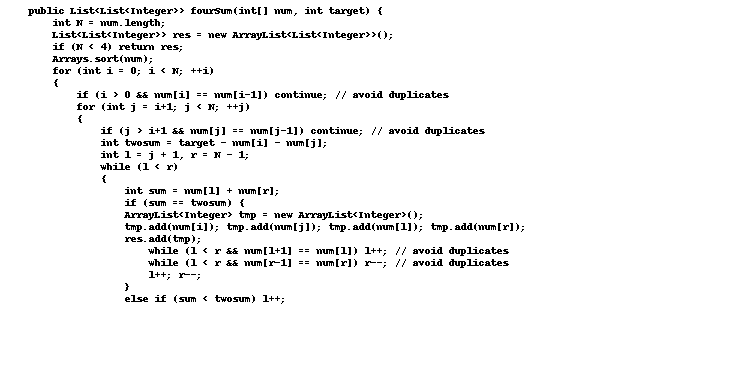 public List<List<Integer>> fourSum(int[] num, int target) {
int N = num.length;
List<List<Integer>> res = new ArrayList<List<Integer>>();
if (N < 4) return res;
Arrays.sort(num);
for (int i = 0; i < N; ++i)
{
if (i > 0 && num[i] == num[i-1]) continue; // avoid duplicates
for (int j = i+1; j < N; ++j)
{
if (j > i+1 && num[j] == num[j-1]) continue; // avoid duplicates
int twosum = target - num[i] - num[j];
int l = j + 1, r = N - 1;
while (l < r)
{
int sum = num[l] + num[r];
if (sum == twosum) {
ArrayList<Integer> tmp = new ArrayList<Integer>();
tmp.add(num[i]); tmp.add(num[j]); tmp.add(num[l]); tmp.add(num[r]);
res.add(tmp);
while (l < r && num[l+1] == num[l]) l++; // avoid duplicates
while (l < r && num[r-1] == num[r]) r--; // avoid duplicates
l++; r--;
}
else if (sum < twosum) l++;